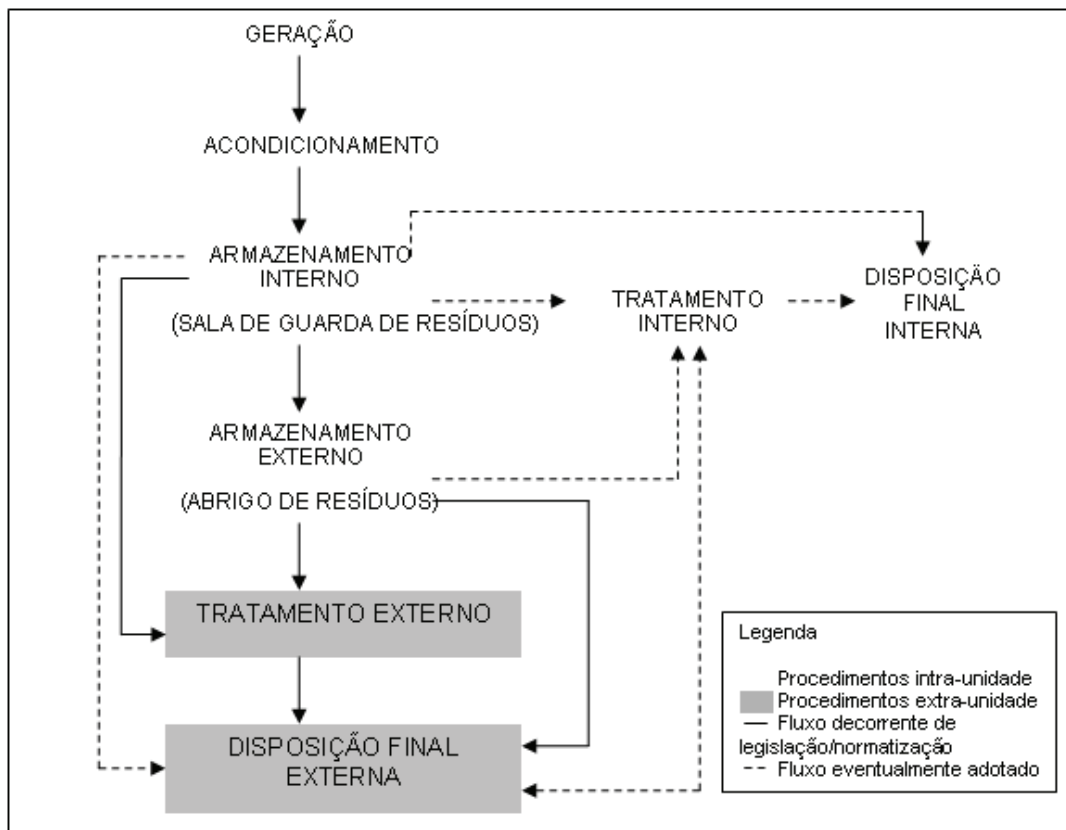 GERAÇÃO
ACONDICIONAMENTO
ARMAZENAMENTO
INTERNO
(SALA DE GUARDA DE RESÍDUOS)
TRATAMENTO
INTERNO
DISPOSIÇÃO
FINAL
INTERNA
ARMAZENAMENTO
EXTERNO
(ABRIGO DE RESÍDUOS)
TRATAMENTO EXTERNO
DISPOSIÇÃO FINAL
EXTERNA
Legenda
Procedimentos intra-unidade
Procedimentos extra-unidade
Fluxo decorrente de
legislação/normatização
Fluxo eventualmente adotado